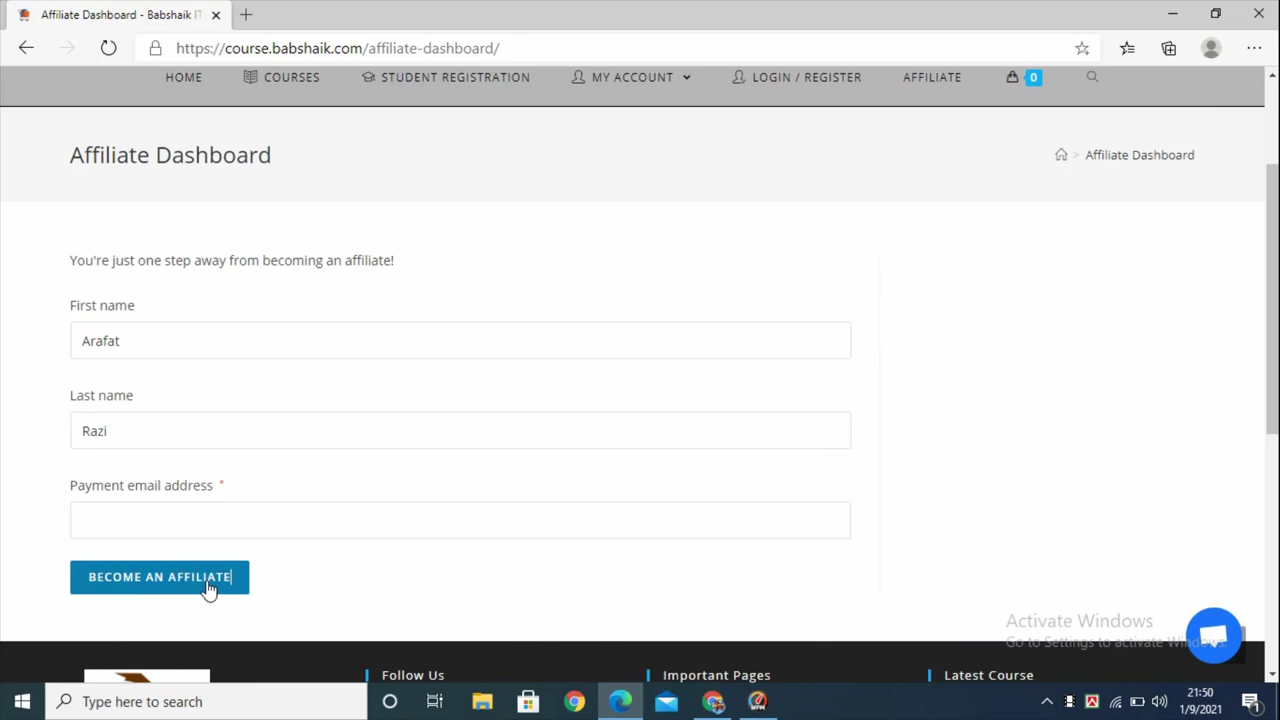 Affiliate Dashboard - Babshaik IT
https://course.babshaik.com/affiliate-dashboard/
HOME COURSES STUDENT REGISTRATION MY ACCOUNT LOGIN / REGISTER AFFILIATE 0
Affiliate Dashboard
> Affiliate Dashboard
You're just one step away from becoming an affiliate!
First name
Arafat
Last name
Razi
Payment email address *
BECOME AN AFFILIATE
Activate Windows
Go to Settings to activate Windows.
Follow Us Important Pages Latest Course
Type here to search
21:50
1/9/2021
1